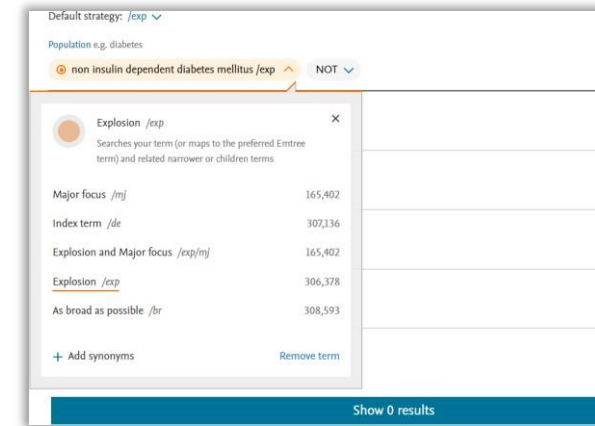 Default strategy: /exp
Population e.g. diabetes
non insulin dependent diabetes mellitus /exp NOT
Explosion /exp
Searches your term (or maps to the preferred Emtree
term) and related narrower or children terms
Major focus /mj 165,402
Index term /de 307,136
Explosion and Major focus /exp/mj 165,402
Explosion /exp 306,378
As broad as possible /br 308,593
+ Add synonyms Remove term
Show 0 results